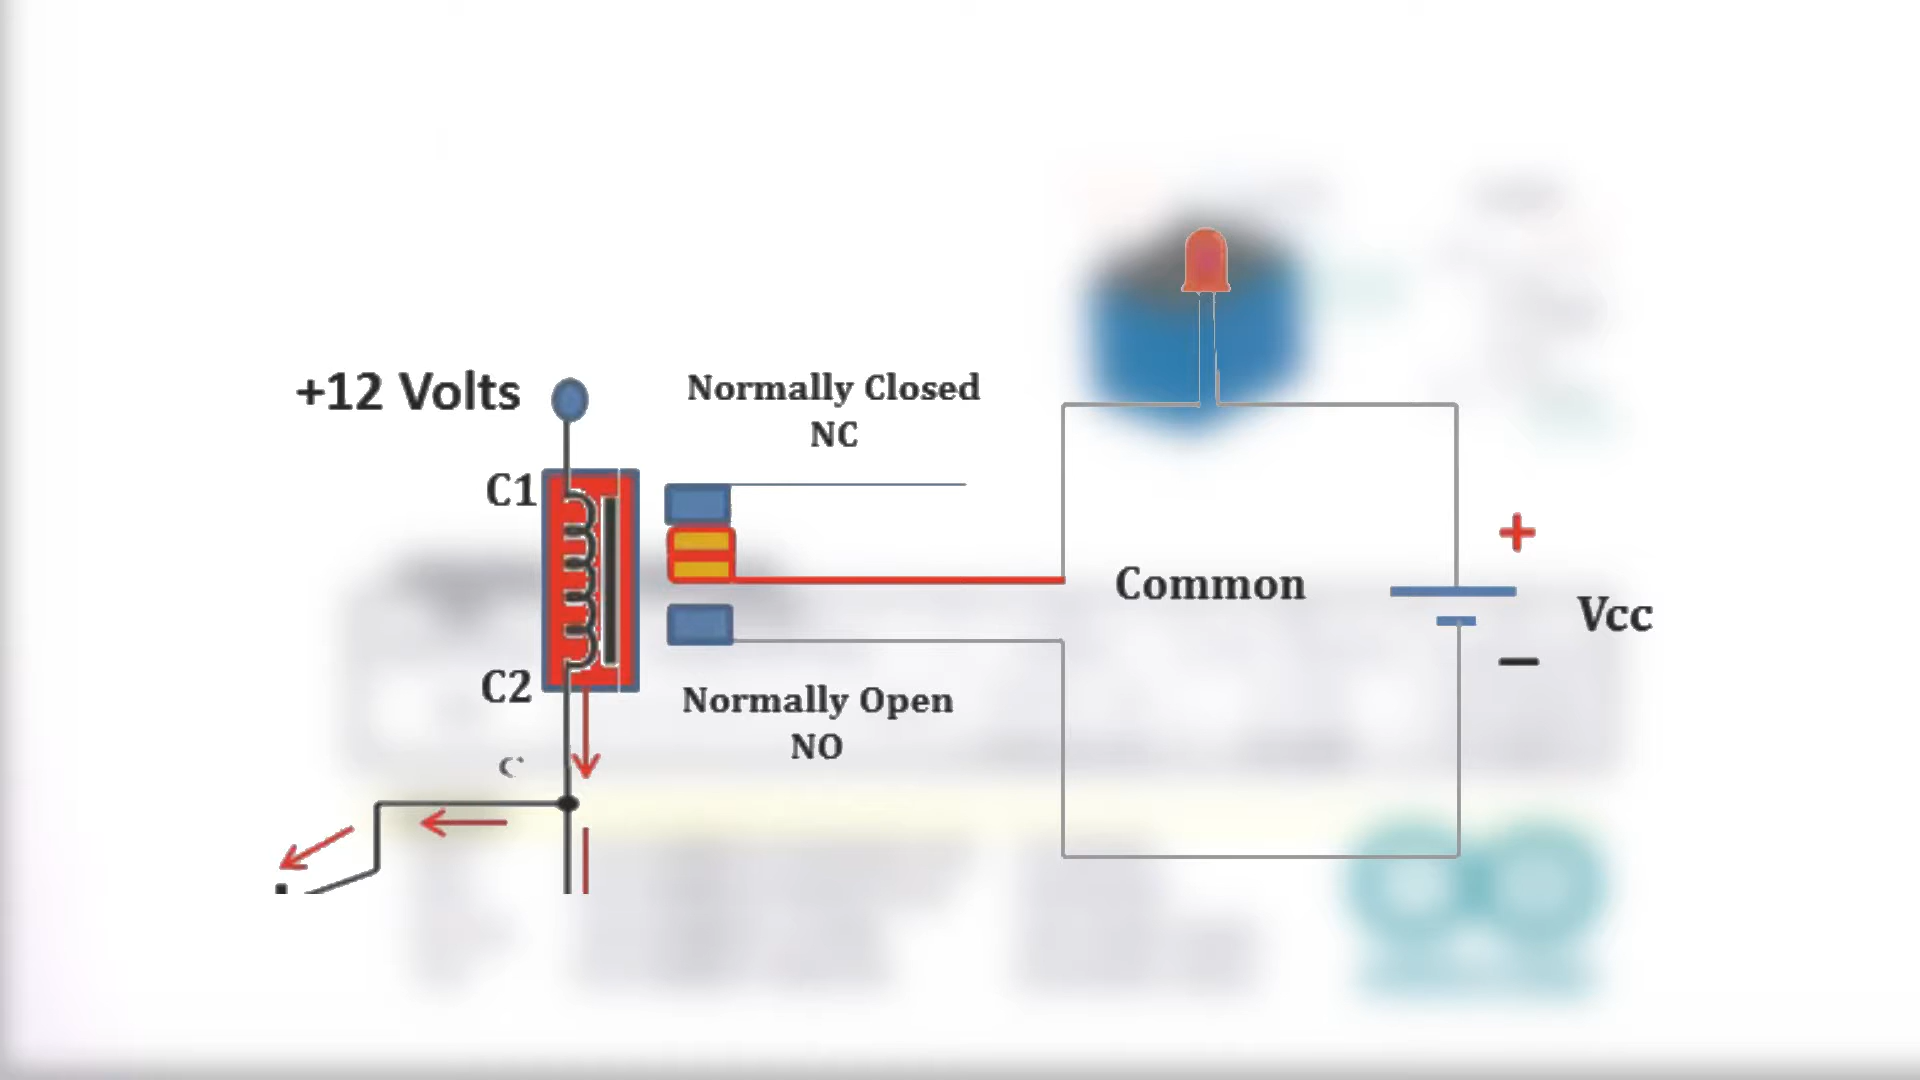 +12 Volts
Normally Closed
NC
C1
+
Common
Vcc
−
C2
Normally Open
NO